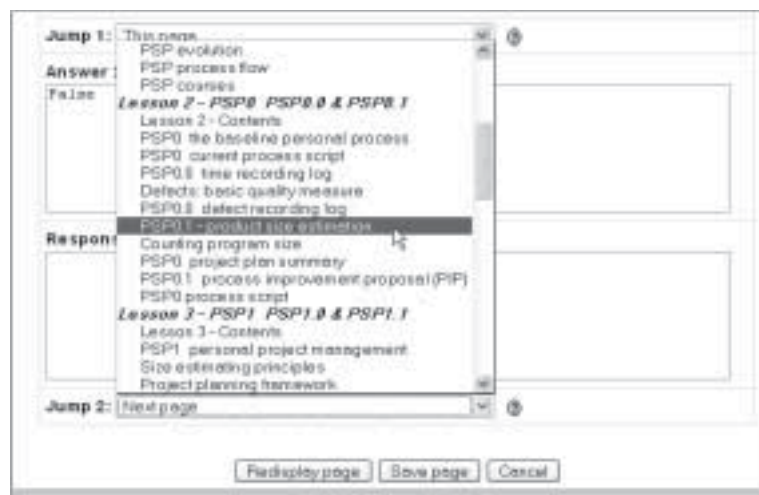 Jump 1: This page
PSP evolution
PSP process flow
Answer
PSP courses
False
Lesson 2 - PSP0 PSP0.0 & PSP0.1
Lesson 2 - Contents
PSP0 the baseline personal process
PSP0 current process script
PSP0.0 time recording log
Defects: basic quality measure
PSP0.0 defect recording log
PSP0.1 - product size estimation
Respons
Counting program size
PSP0 project plan summary
PSP0.1 process improvement proposal (PIP)
PSP0 process script
Lesson 3 - PSP1 PSP1.0 & PSP1.1
Lesson 3 - Contents
PSP1 personal project management
Size estimating principles
Project planning framework
Jump 2: Next page
Redisplay page Save page Cancel